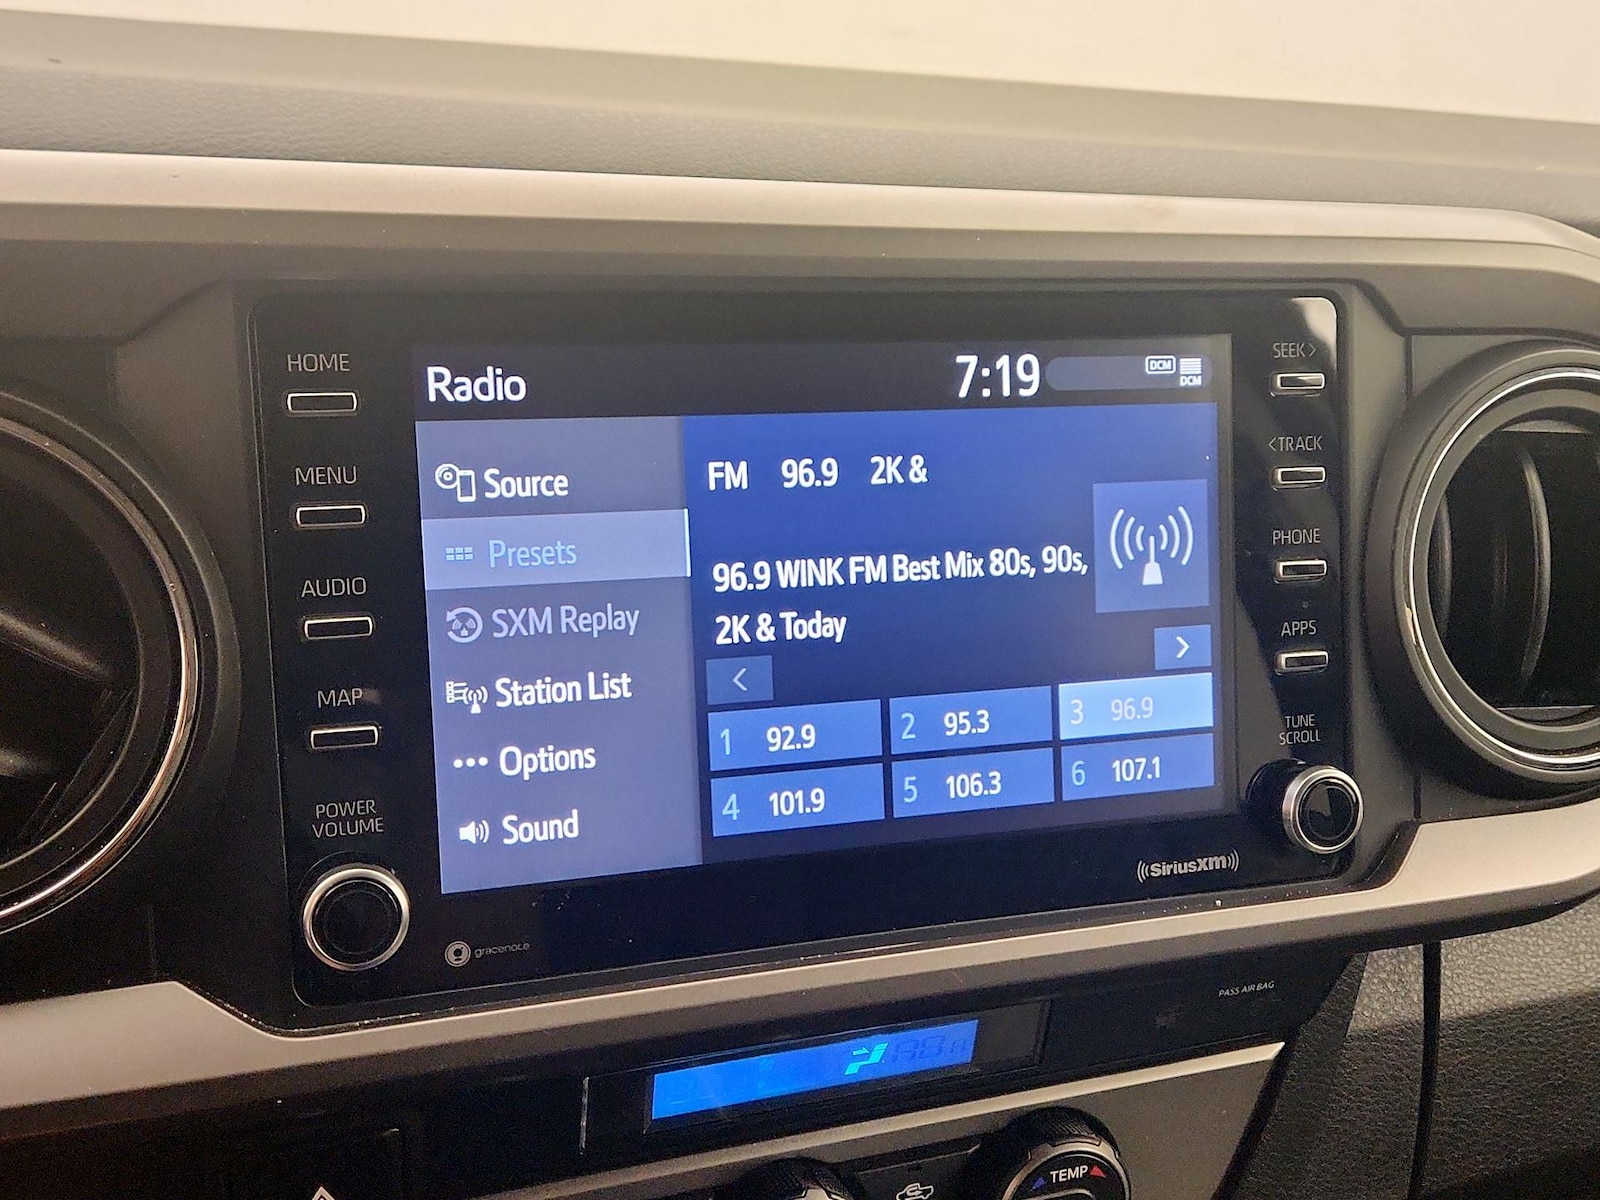 HOME
MENU
AUDIO
MAP
POWER
VOLUME
Radio
7:19
DCM
DCM
Source
Presets
SXM Replay
Station List
Options
Sound
FM 96.9 2K &
96.9 WINK FM Best Mix 80s, 90s,
2K & Today
<
>
1 92.9
2 95.3
3 96.9
4 101.9
5 106.3
6 107.1
SEEK >
< TRACK
PHONE
APPS
TUNE
SCROLL
SiriusXM
gracenote
PASS AIR BAG
TEMP